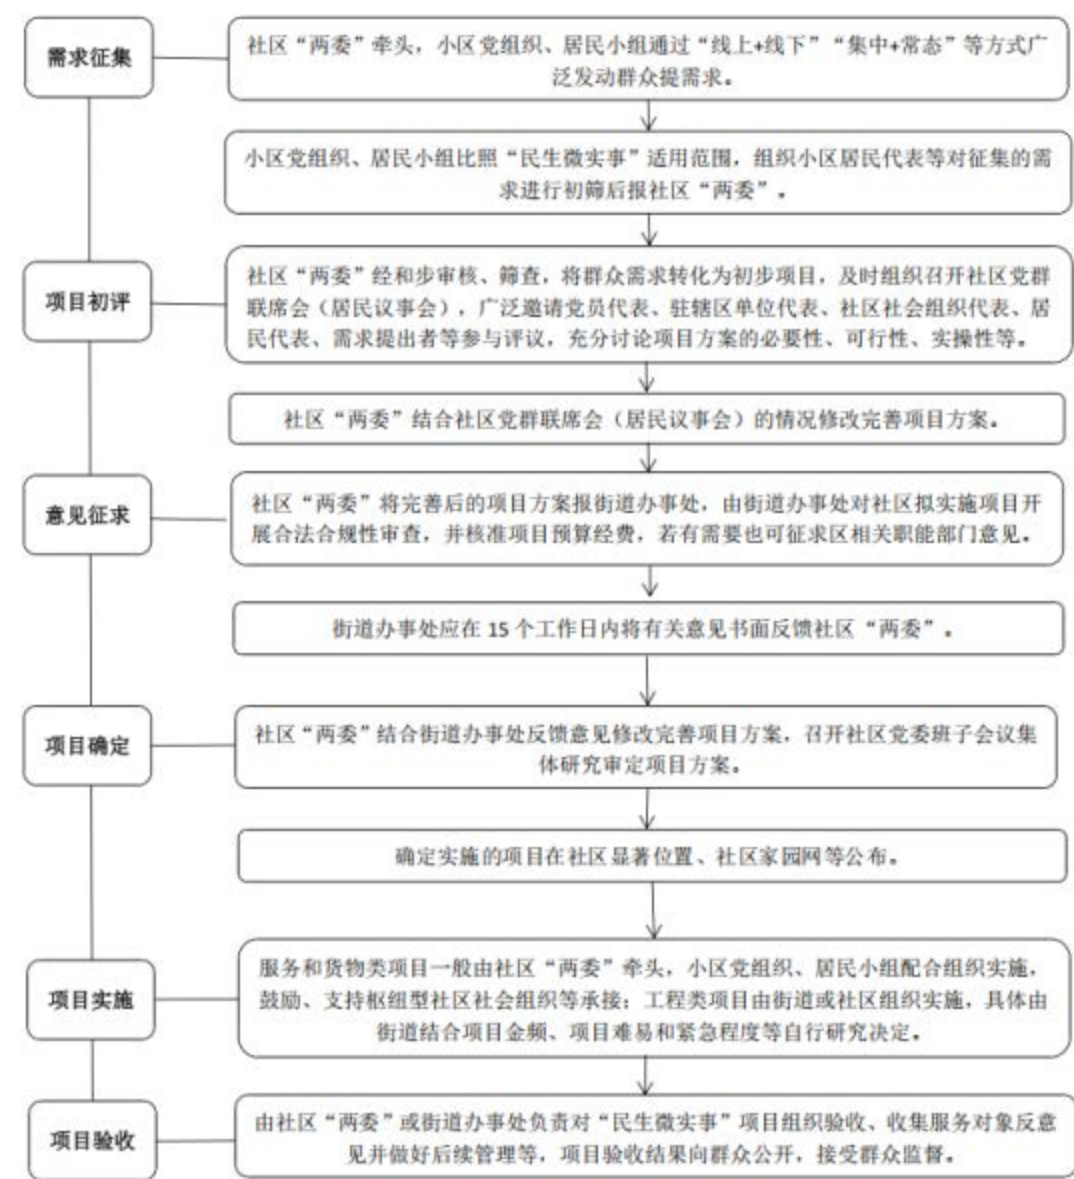 需求征集
社区“两委”牵头，小区党组织、居民小组通过“线上+线下”“集中+常态”等方式广
泛发动群众提需求。
小区党组织、居民小组比照“民生微实事”适用范围，组织小区居民代表等对征集的需
求进行初筛后报社区“两委”。
项目初评
社区“两委”经和步审核、筛查，将群众需求转化为初步项目，及时组织召开社区党群
联席会（居民议事会），广泛邀请党员代表、驻辖区单位代表、社区社会组织代表、居
民代表、需求提出者等参与评议，充分讨论项目方案的必要性、可行性、实操性等。
社区“两委”结合社区党群联席会（居民议事会）的情况修改完善项目方案。
意见征求
社区“两委”将完善后的项目方案报街道办事处，由街道办事处对社区拟实施项目开
展合法合规性审查，并核准项目预算经费，若有需要也可征求区相关职能部门意见。
街道办事处应在 15 个工作日内将有关意见书面反馈社区“两委”。
项目确定
社区“两委”结合街道办事处反馈意见修改完善项目方案，召开社区党委班子会议集
体研究审定项目方案。
确定实施的项目在社区显著位置、社区家园网等公布。
项目实施
服务和货物类项目一般由社区“两委”牵头，小区党组织、居民小组配合组织实施，
鼓励、支持枢纽型社区社会组织等承接；工程类项目由街道或社区组织实施，具体由
街道结合项目金频、项目难易和紧急程度等自行研究决定。
项目验收
由社区“两委”或街道办事处负责对“民生微实事”项目组织验收、收集服务对象反意
见并做好后续管理等，项目验收结果向群众公开，接受群众监督。